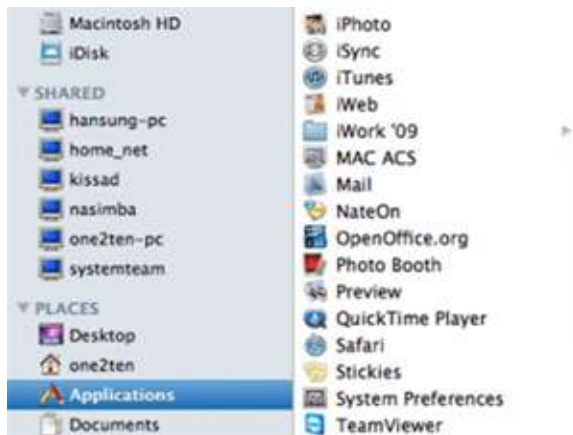 Macintosh HD
iDisk
SHARED
hansung-pc
home_net
kissad
nasimba
one2ten-pc
systemteam
PLACES
Desktop
one2ten
Applications
Documents
iPhoto
iSync
iTunes
iWeb
iWork '09
MAC ACS
Mail
NateOn
OpenOffice.org
Photo Booth
Preview
QuickTime Player
Safari
Stickies
System Preferences
TeamViewer